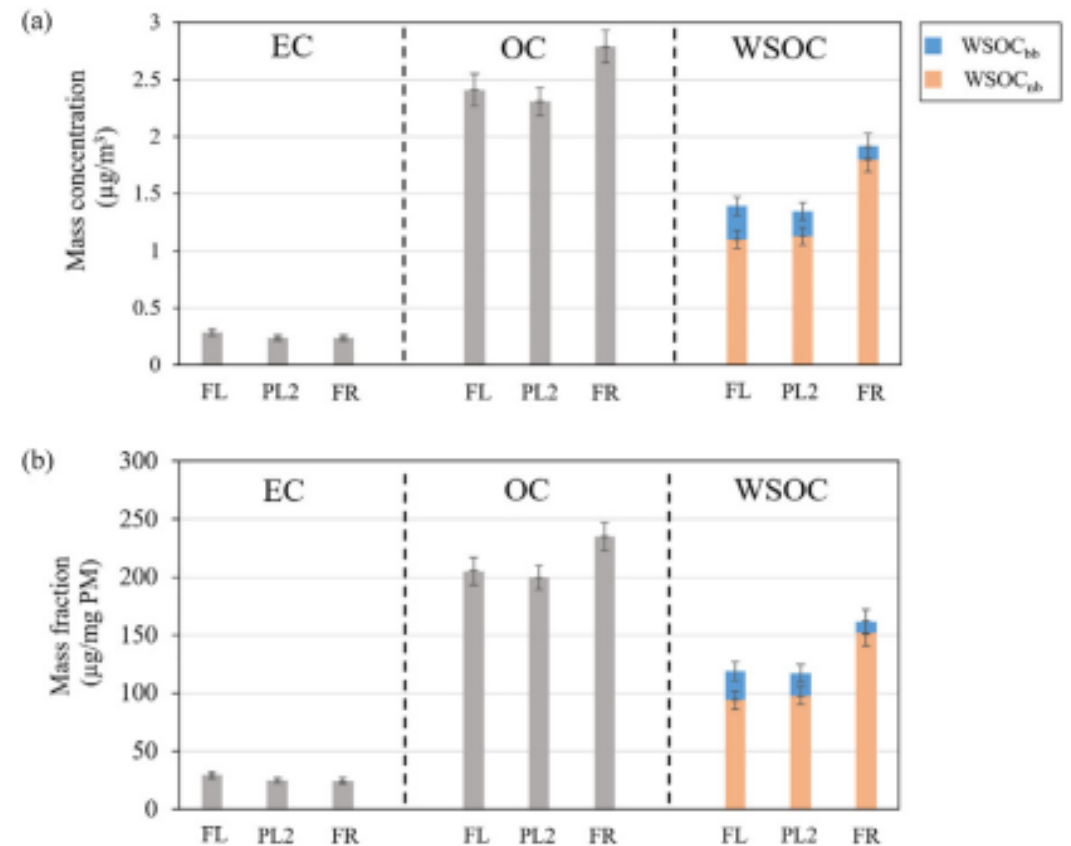 (a)
3
2.5
2
1.5
1
0.5
0
Mass concentration
(µg/m³)
EC
OC
WSOC
FL PL2 FR FL PL2 FR FL PL2 FR
WSOCbb
WSOCnb
(b)
300
250
200
150
100
50
0
Mass fraction
(µg/mg PM)
EC
OC
WSOC
FL PL2 FR FL PL2 FR FL PL2 FR